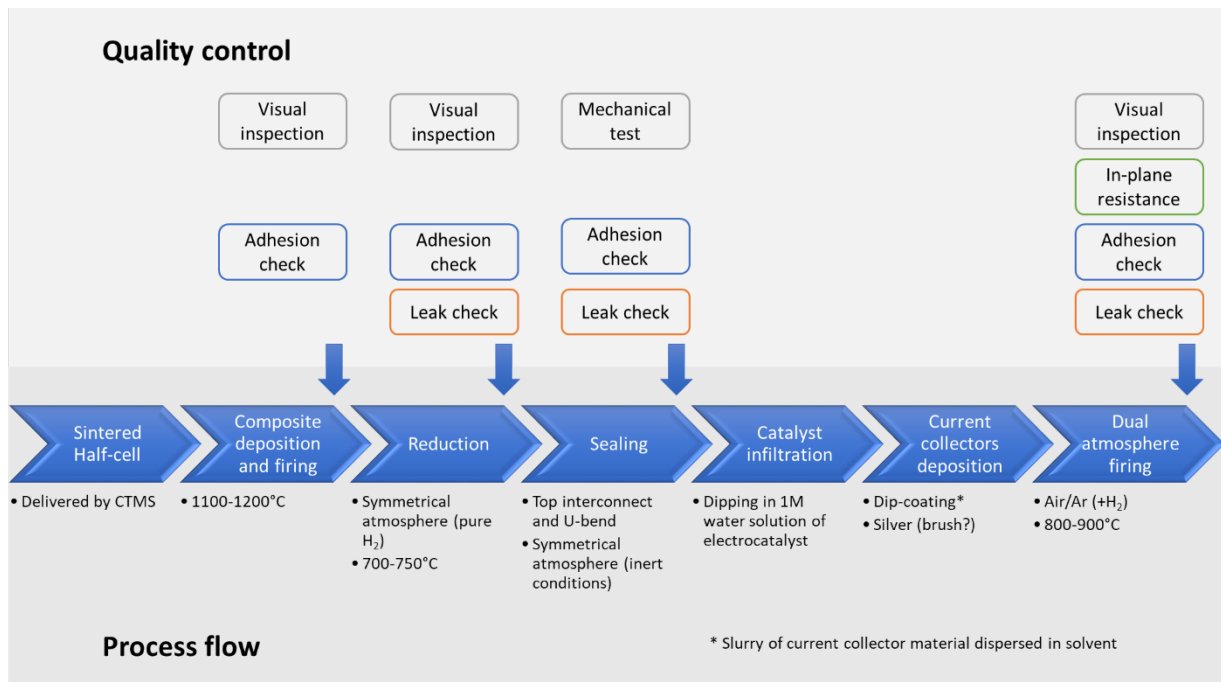 Quality control
Visual
inspection
Visual
inspection
Mechanical
test
Visual
inspection
In-plane
resistance
Adhesion
check
Adhesion
check
Adhesion
check
Adhesion
check
Leak check
Leak check
Leak check
Sintered
Half-cell
Composite
deposition
and firing
Reduction
Sealing
Catalyst
infiltration
Current
collectors
deposition
Dual
atmosphere
firing
• Delivered by CTMS
• 1100-1200°C
• Symmetrical
atmosphere (pure
H₂)
• 700-750°C
• Top interconnect
and U-bend
• Symmetrical
atmosphere (inert
conditions)
• Dipping in 1M
water solution of
electrocatalyst
• Dip-coating*
• Silver (brush?)
• Air/Ar (+H₂)
• 800-900°C
Process flow
* Slurry of current collector material dispersed in solvent